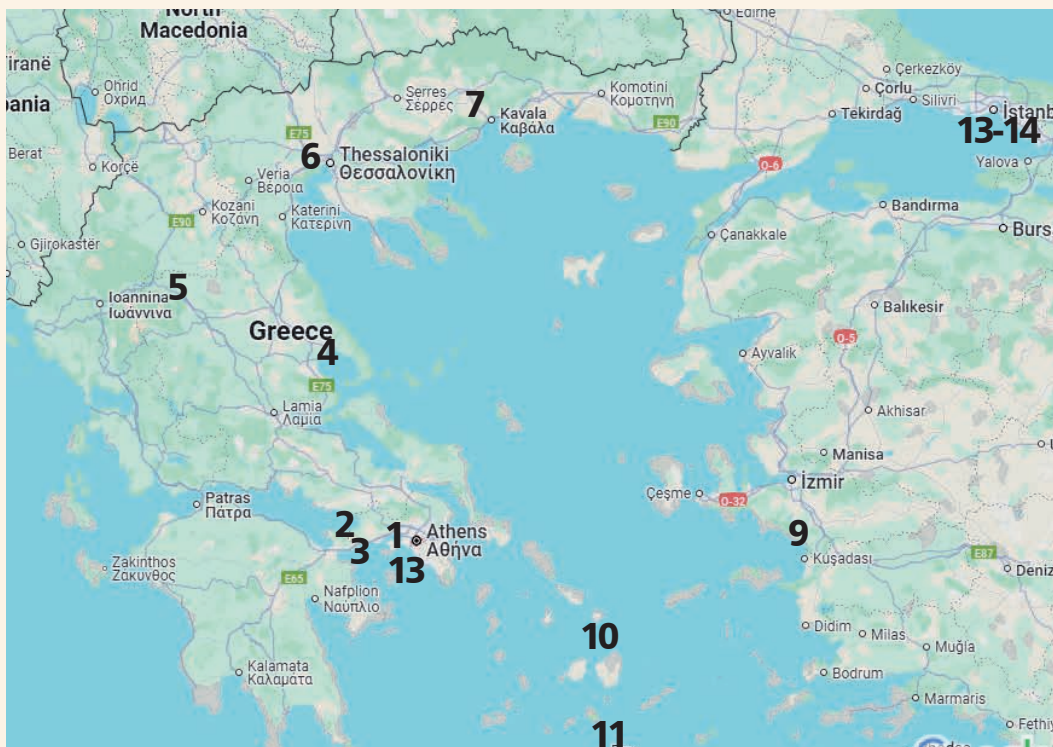 North
Macedonia
Edirne
iranë
Ohrid
Охрид
bania
Serres
Σέρρες
7
Kavala
Καβάλα
Komotini
Κομοτηνή
E90
Çerkezköy
Çorlu
Silivri
Tekirdağ
İstanb
13-14
Yalova
Berat
Korçë
E75
6
Thessaloniki
Θεσσαλονίκη
Veria
Βέροια
O-6
Kozani
Κοζάνη
Katerini
Κατερίνη
E90
Bandırma
Bursa
Gjirokastër
Çanakkale
5
Ioannina
Ιωάννινα
Balıkesir
Greece
4
O-5
Ayvalık
E75
Lamia
Λαμία
Akhisar
Manisa
İzmir
Çeşme
O-32
Patras
Πάτρα
2
3
1
Athens
Αθήνα
13
9
Kuşadası
E87
Deniz
Zakinthos
Ζάκυνθος
E65
Nafplion
Ναύπλιο
10
Didim
Milas
Muğla
Kalamata
Καλαμάτα
Bodrum
Marmaris
11
Fethiy